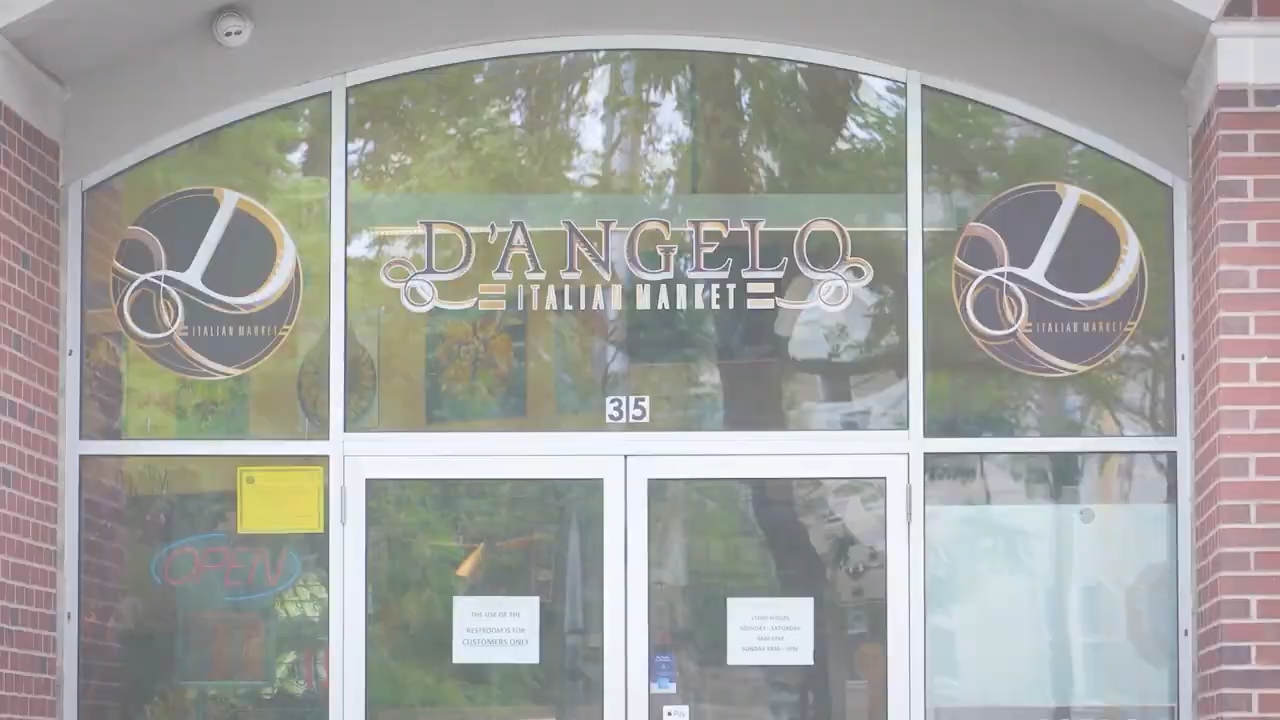 D'ANGELO
ITALIAN MARKET
ITALIAN MARKET
ITALIAN MARKET
35
OPEN
THE USE OF THE
RESTROOM IS FOR
CUSTOMERS ONLY
STORE HOURS
MONDAY - SATURDAY
SUNDAY
Pay